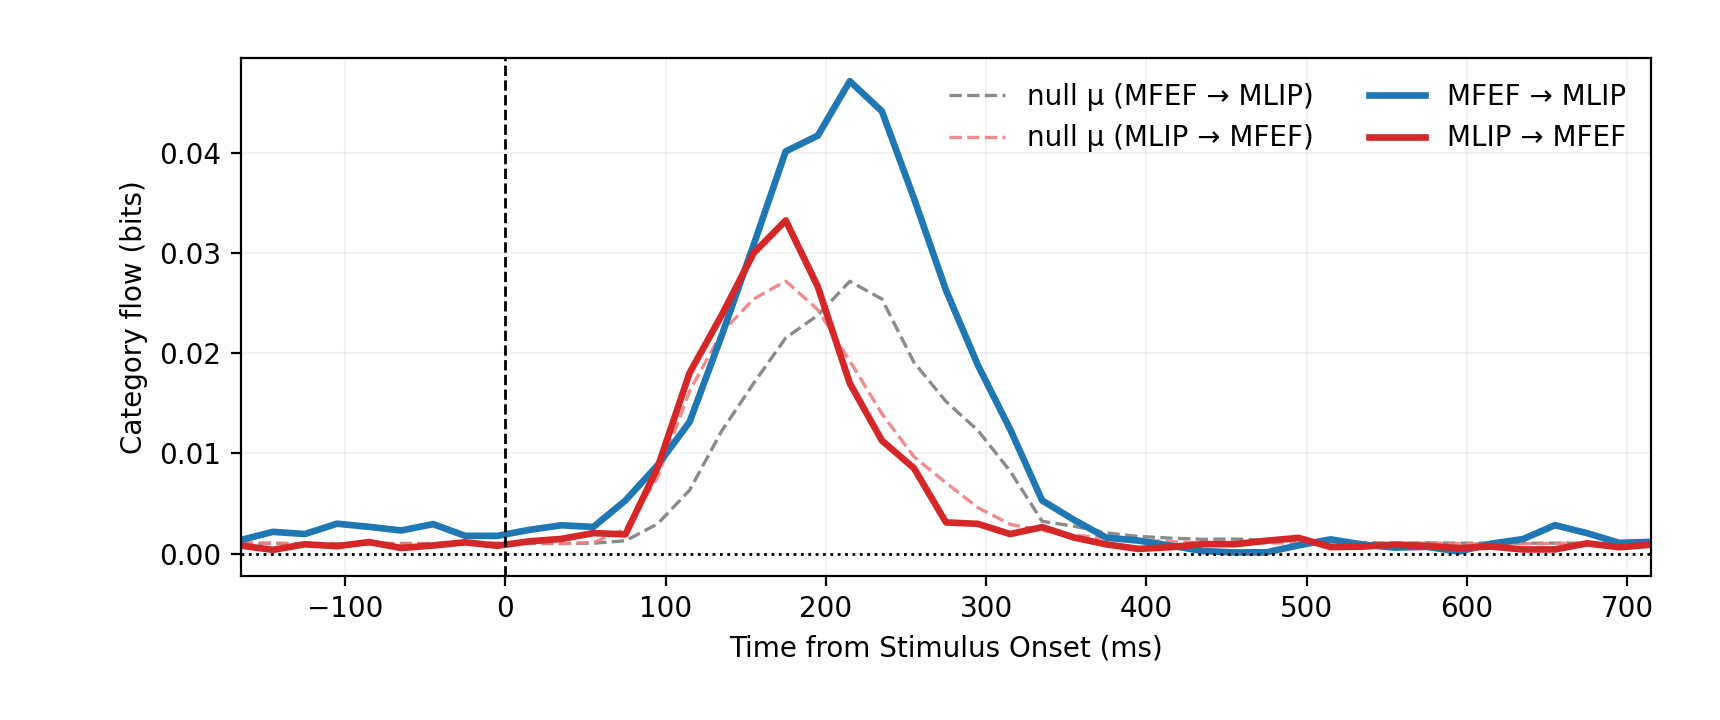 null μ (MFEF → MLIP)
null μ (MLIP → MFEF)
MFEF → MLIP
MLIP → MFEF
Category flow (bits)
0.04
0.03
0.02
0.01
0.00
−100 0 100 200 300 400 500 600 700
Time from Stimulus Onset (ms)